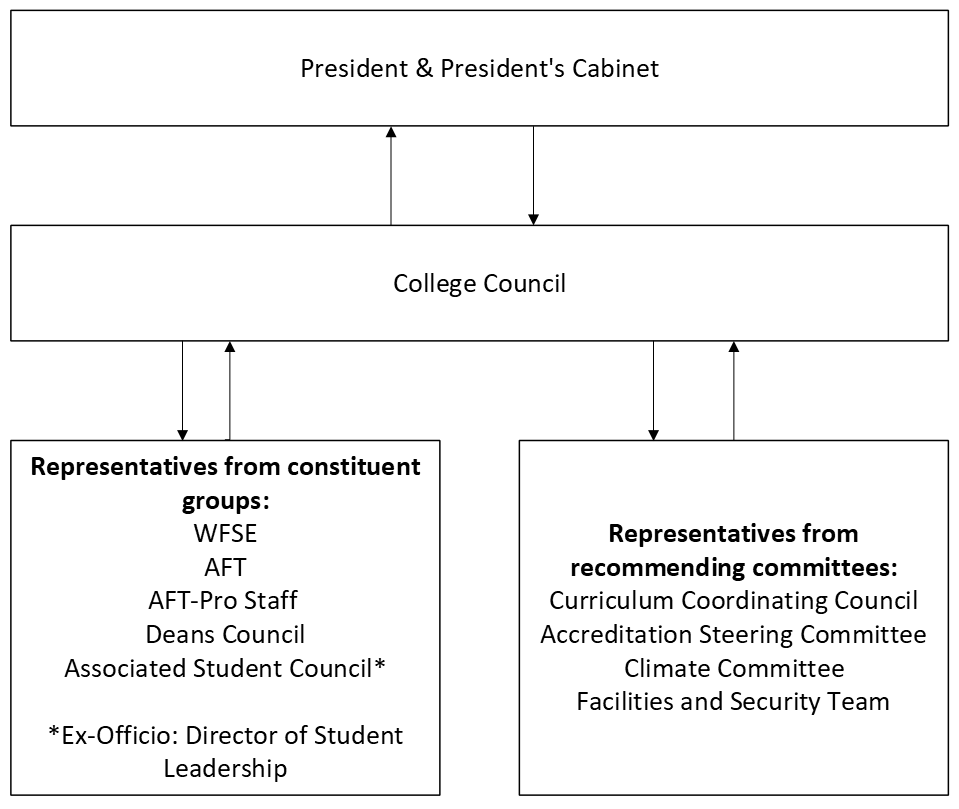 President & President's Cabinet
College Council
Representatives from constituent
groups:
WFSE
AFT
AFT-Pro Staff
Deans Council
Associated Student Council*
*Ex-Officio: Director of Student
Leadership
Representatives from
recommending committees:
Curriculum Coordinating Council
Accreditation Steering Committee
Climate Committee
Facilities and Security Team